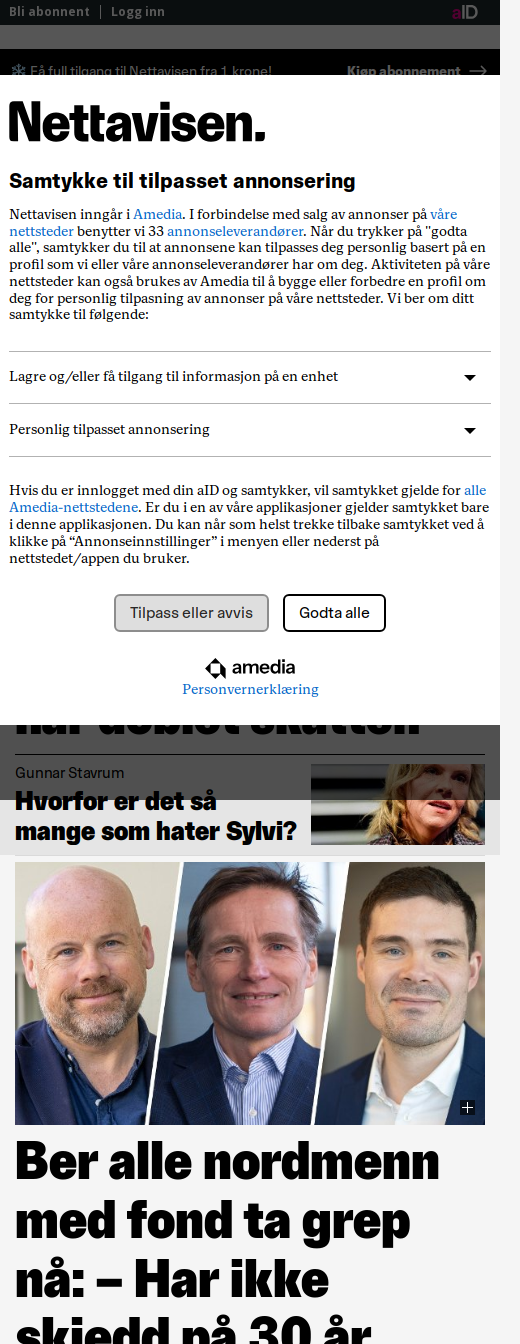 Bli abonnent | Logg inn
aID
Få full tilgang til Nettavisen fra 1 krone!
Kjøp abonnement
Nettavisen.
Samtykke til tilpasset annonsering
Nettavisen inngår i Amedia. I forbindelse med salg av annonser på våre
nettsteder benytter vi 33 annonseleverandører. Når du trykker på "godta
alle", samtykker du til at annonsene kan tilpasses deg personlig basert på en
profil som vi eller våre annonseleverandører har om deg. Aktiviteten på våre
nettsteder kan også brukes av Amedia til å bygge eller forbedre en profil om
deg for personlig tilpasning av annonser på våre nettsteder. Vi ber om ditt
samtykke til følgende:
Lagre og/eller få tilgang til informasjon på en enhet
Personlig tilpasset annonsering
Hvis du er innlogget med din aID og samtykker, vil samtykket gjelde for alle
Amedia-nettstedene. Er du i en av våre applikasjoner gjelder samtykket bare
i denne applikasjonen. Du kan når som helst trekke tilbake samtykket ved å
klikke på “Annonseinnstillinger” i menyen eller nederst på
nettstedet/appen du bruker.
Tilpass eller avvis
Godta alle
amedia
Personvernerklæring
har doblet skatten
Gunnar Stavrum
Hvorfor er det så
mange som hater Sylvi?
Ber alle nordmenn
med fond ta grep
nå: – Har ikke
skjedd på 30 år